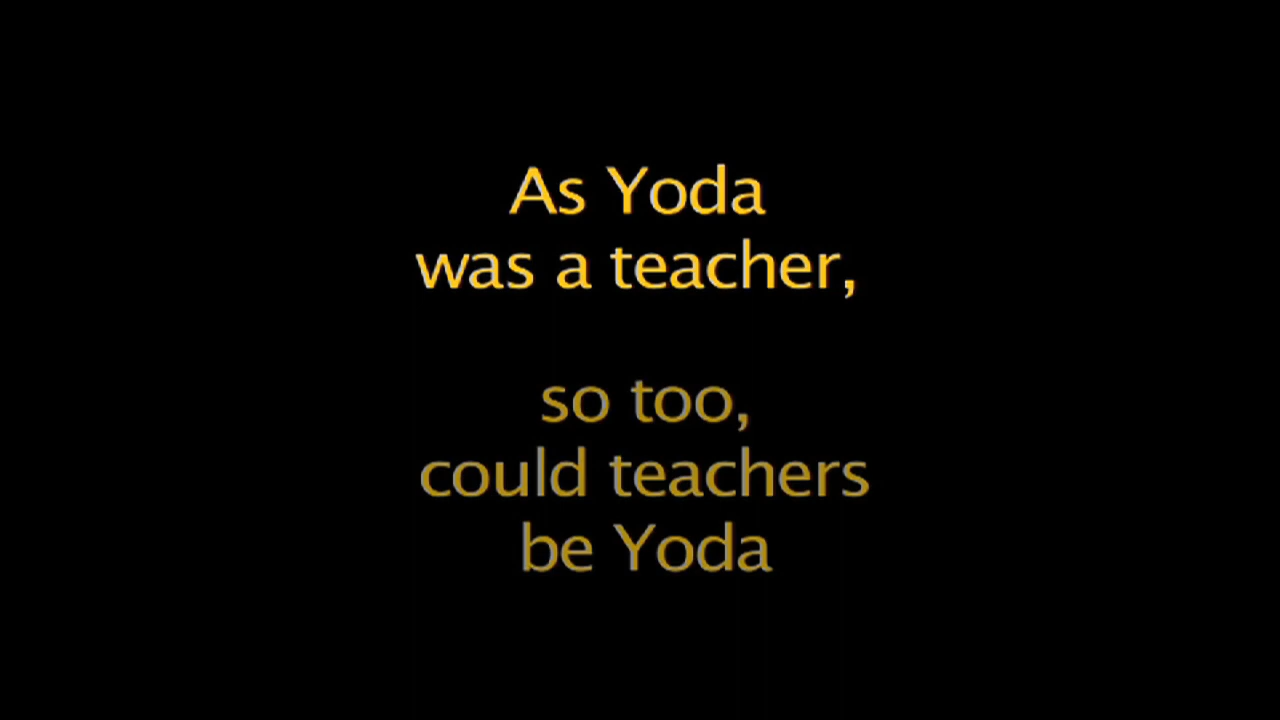 As Yoda
was a teacher,
so too,
could teachers
be Yoda